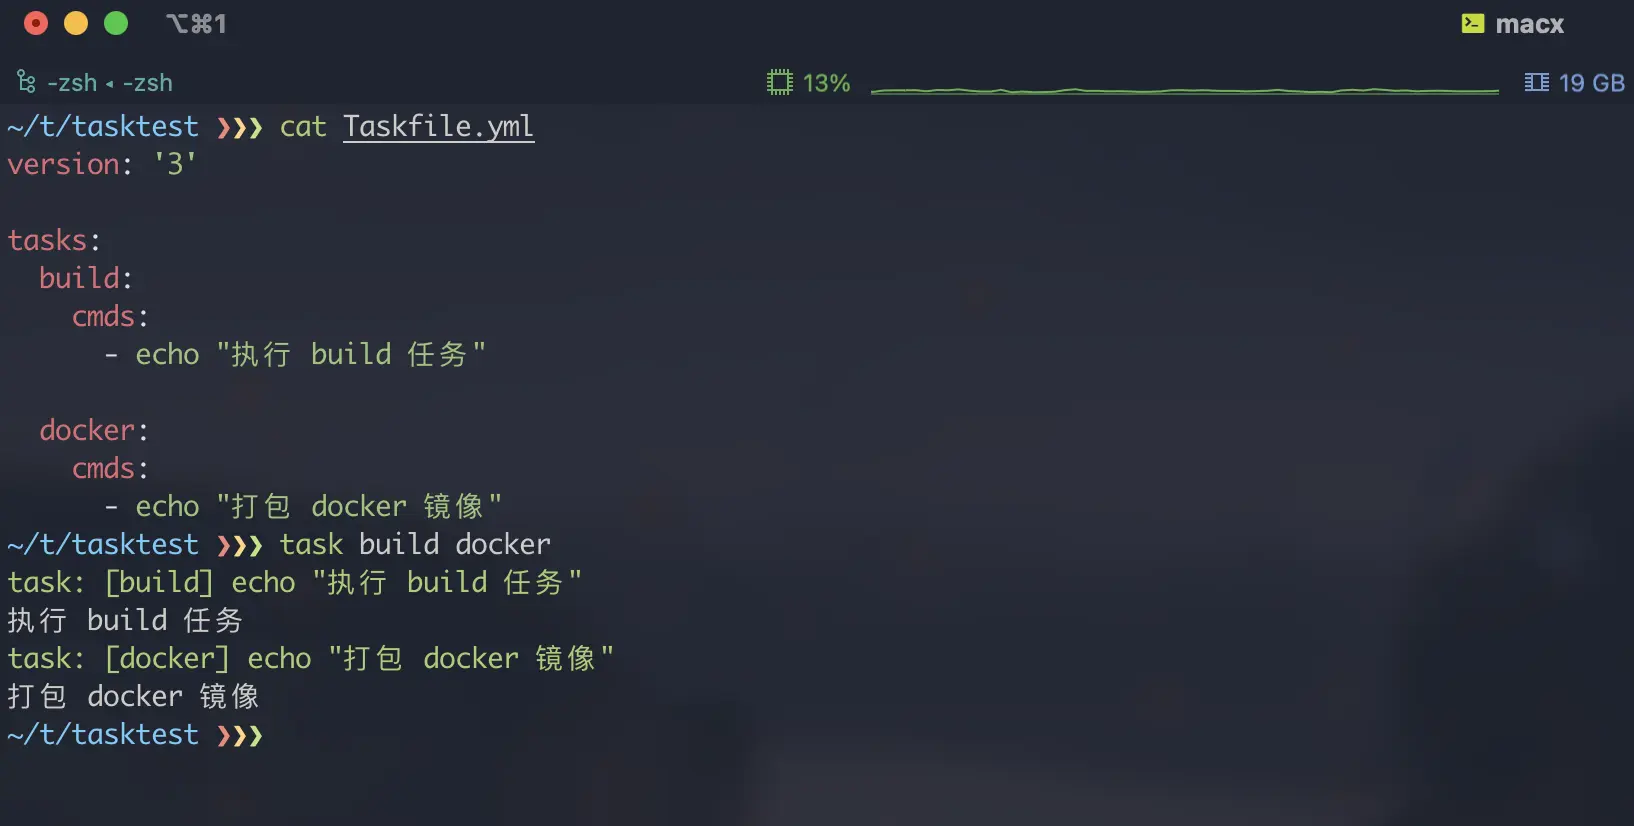 ⌥⌘1
macx
-zsh ◂ -zsh
13%
19 GB
~/t/tasktest ❯❯❯ cat Taskfile.yml
version: '3'
tasks:
  build:
    cmds:
      - echo "执行 build 任务"
  docker:
    cmds:
      - echo "打包 docker 镜像"
~/t/tasktest ❯❯❯ task build docker
task: [build] echo "执行 build 任务"
执行 build 任务
task: [docker] echo "打包 docker 镜像"
打包 docker 镜像
~/t/tasktest ❯❯❯